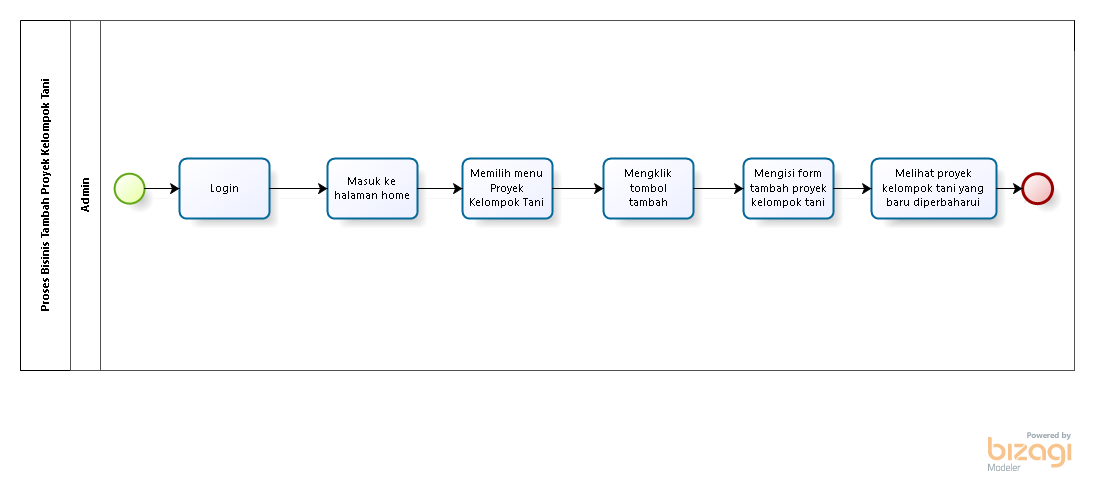 Proses Bisinis Tambah Proyek Kelompok Tani
Admin
Login
Masuk ke
halaman home
Memilih menu
Proyek
Kelompok Tani
Mengklik
tombol
tambah
Mengisi form
tambah proyek
kelompok tani
Melihat proyek
kelompok tani yang
baru diperbaharui
Powered by
bizagi
Modeler